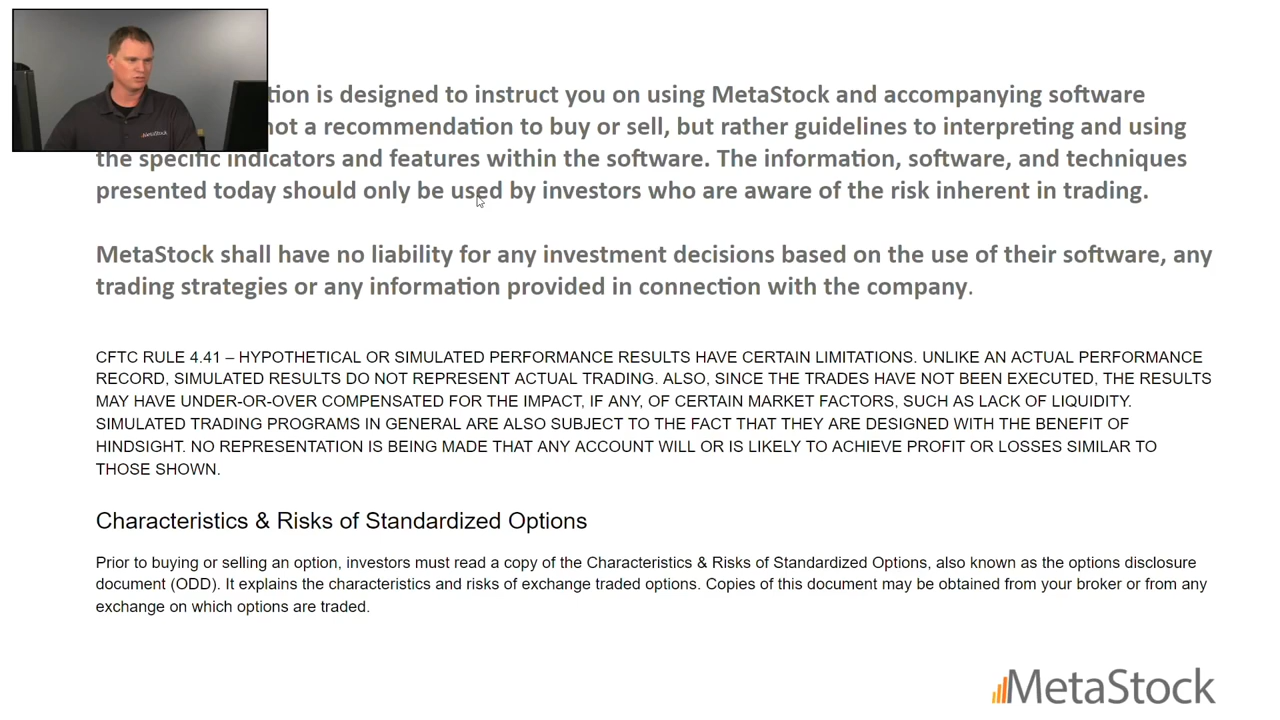 tion is designed to instruct you on using MetaStock and accompanying software
not a recommendation to buy or sell, but rather guidelines to interpreting and using
the specific indicators and features within the software. The information, software, and techniques
presented today should only be used by investors who are aware of the risk inherent in trading.
MetaStock shall have no liability for any investment decisions based on the use of their software, any
trading strategies or any information provided in connection with the company.
CFTC RULE 4.41 – HYPOTHETICAL OR SIMULATED PERFORMANCE RESULTS HAVE CERTAIN LIMITATIONS. UNLIKE AN ACTUAL PERFORMANCE
RECORD, SIMULATED RESULTS DO NOT REPRESENT ACTUAL TRADING. ALSO, SINCE THE TRADES HAVE NOT BEEN EXECUTED, THE RESULTS
MAY HAVE UNDER-OR-OVER COMPENSATED FOR THE IMPACT, IF ANY, OF CERTAIN MARKET FACTORS, SUCH AS LACK OF LIQUIDITY.
SIMULATED TRADING PROGRAMS IN GENERAL ARE ALSO SUBJECT TO THE FACT THAT THEY ARE DESIGNED WITH THE BENEFIT OF
HINDSIGHT. NO REPRESENTATION IS BEING MADE THAT ANY ACCOUNT WILL OR IS LIKELY TO ACHIEVE PROFIT OR LOSSES SIMILAR TO
THOSE SHOWN.
Characteristics & Risks of Standardized Options
Prior to buying or selling an option, investors must read a copy of the Characteristics & Risks of Standardized Options, also known as the options disclosure
document (ODD). It explains the characteristics and risks of exchange traded options. Copies of this document may be obtained from your broker or from any
exchange on which options are traded.
MetaStock
MetaStock